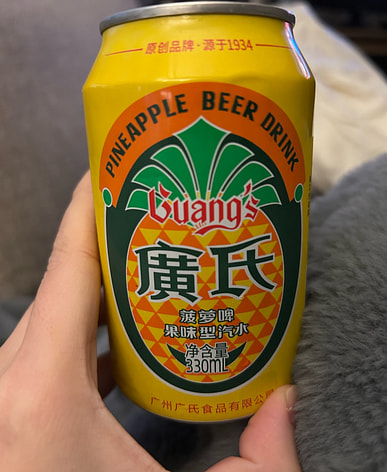 原创品牌·源于1934
PINEAPPLE BEER DRINK
Guang's
廣氏
菠萝啤
果味型汽水
净含量
330mL
广州广氏食品有限公